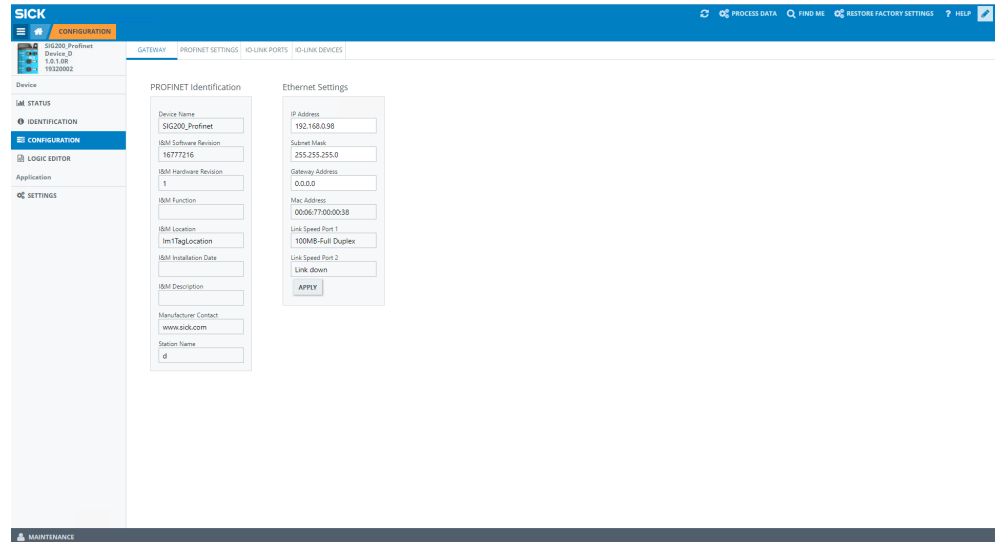 SICK
PROCESS DATA
FIND ME
RESTORE FACTORY SETTINGS
? HELP
CONFIGURATION
SIG200_Profinet
Device_D
1.0.1.0R
19320002
Device
STATUS
IDENTIFICATION
CONFIGURATION
LOGIC EDITOR
Application
SETTINGS
GATEWAY
PROFINET SETTINGS
IO-LINK PORTS
IO-LINK DEVICES
PROFINET Identification
Device Name
SIG200_Profinet
I&M Software Revision
16777216
I&M Hardware Revision
1
I&M Function
I&M Location
Im1TagLocation
I&M Installation Date
I&M Description
Manufacturer Contact
www.sick.com
Station Name
d
Ethernet Settings
IP Address
192.168.0.98
Subnet Mask
255.255.255.0
Gateway Address
0.0.0.0
Mac Address
00:06:77:00:00:38
Link Speed Port 1
100MB-Full Duplex
Link Speed Port 2
Link down
APPLY
MAINTENANCE